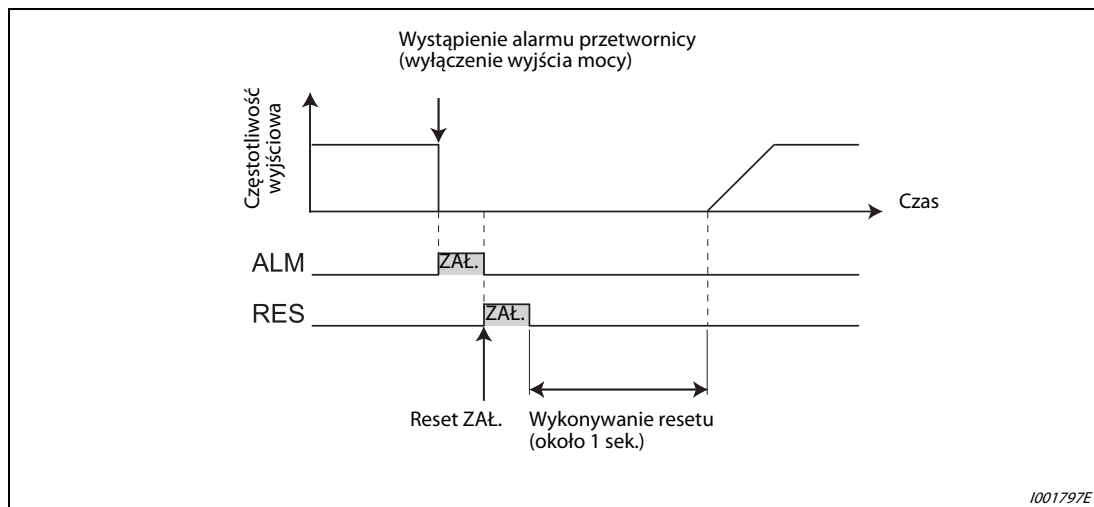 Wystąpienie alarmu przetwornicy
(wyłączenie wyjścia mocy)
Częstotliwość
wyjściowa
Czas
ALM
ZAŁ.
RES
ZAŁ.
Reset ZAŁ.
Wykonywanie resetu
(około 1 sek.)
I001797E